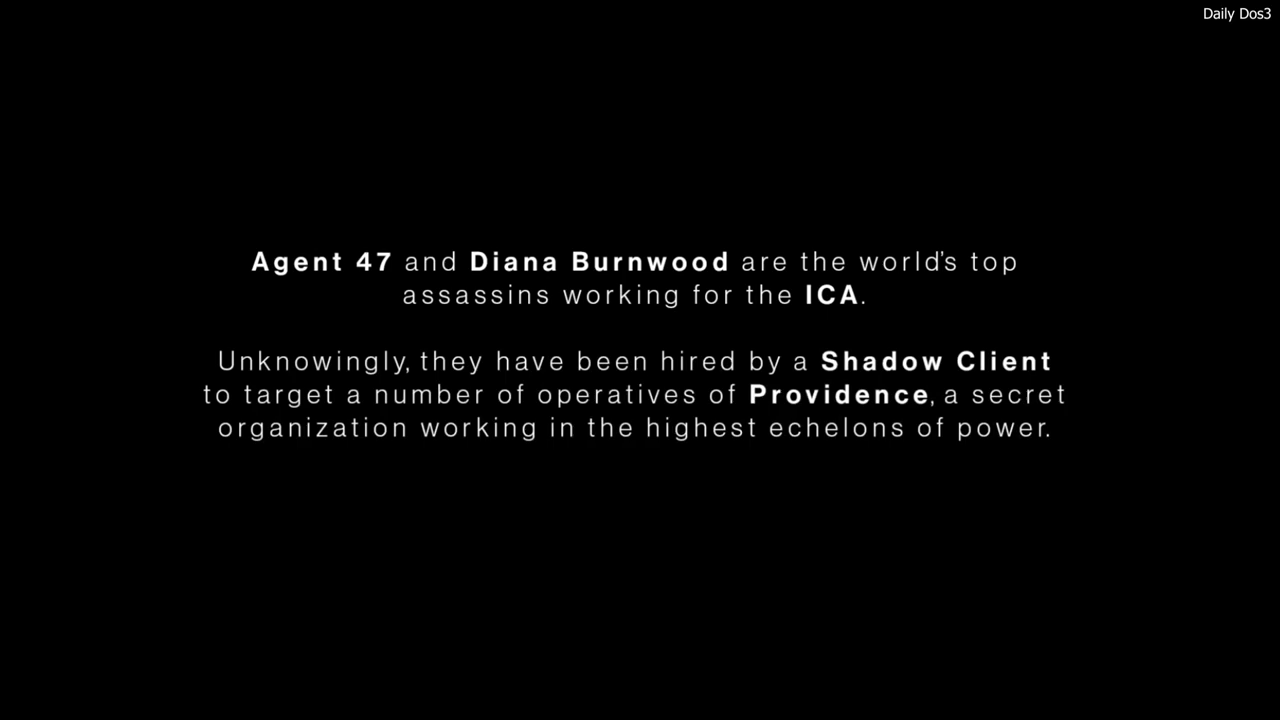 Daily Dos3
Agent 47 and Diana Burnwood are the world's top
assassins working for the ICA.
Unknowingly, they have been hired by a Shadow Client
to target a number of operatives of Providence, a secret
organization working in the highest echelons of power.